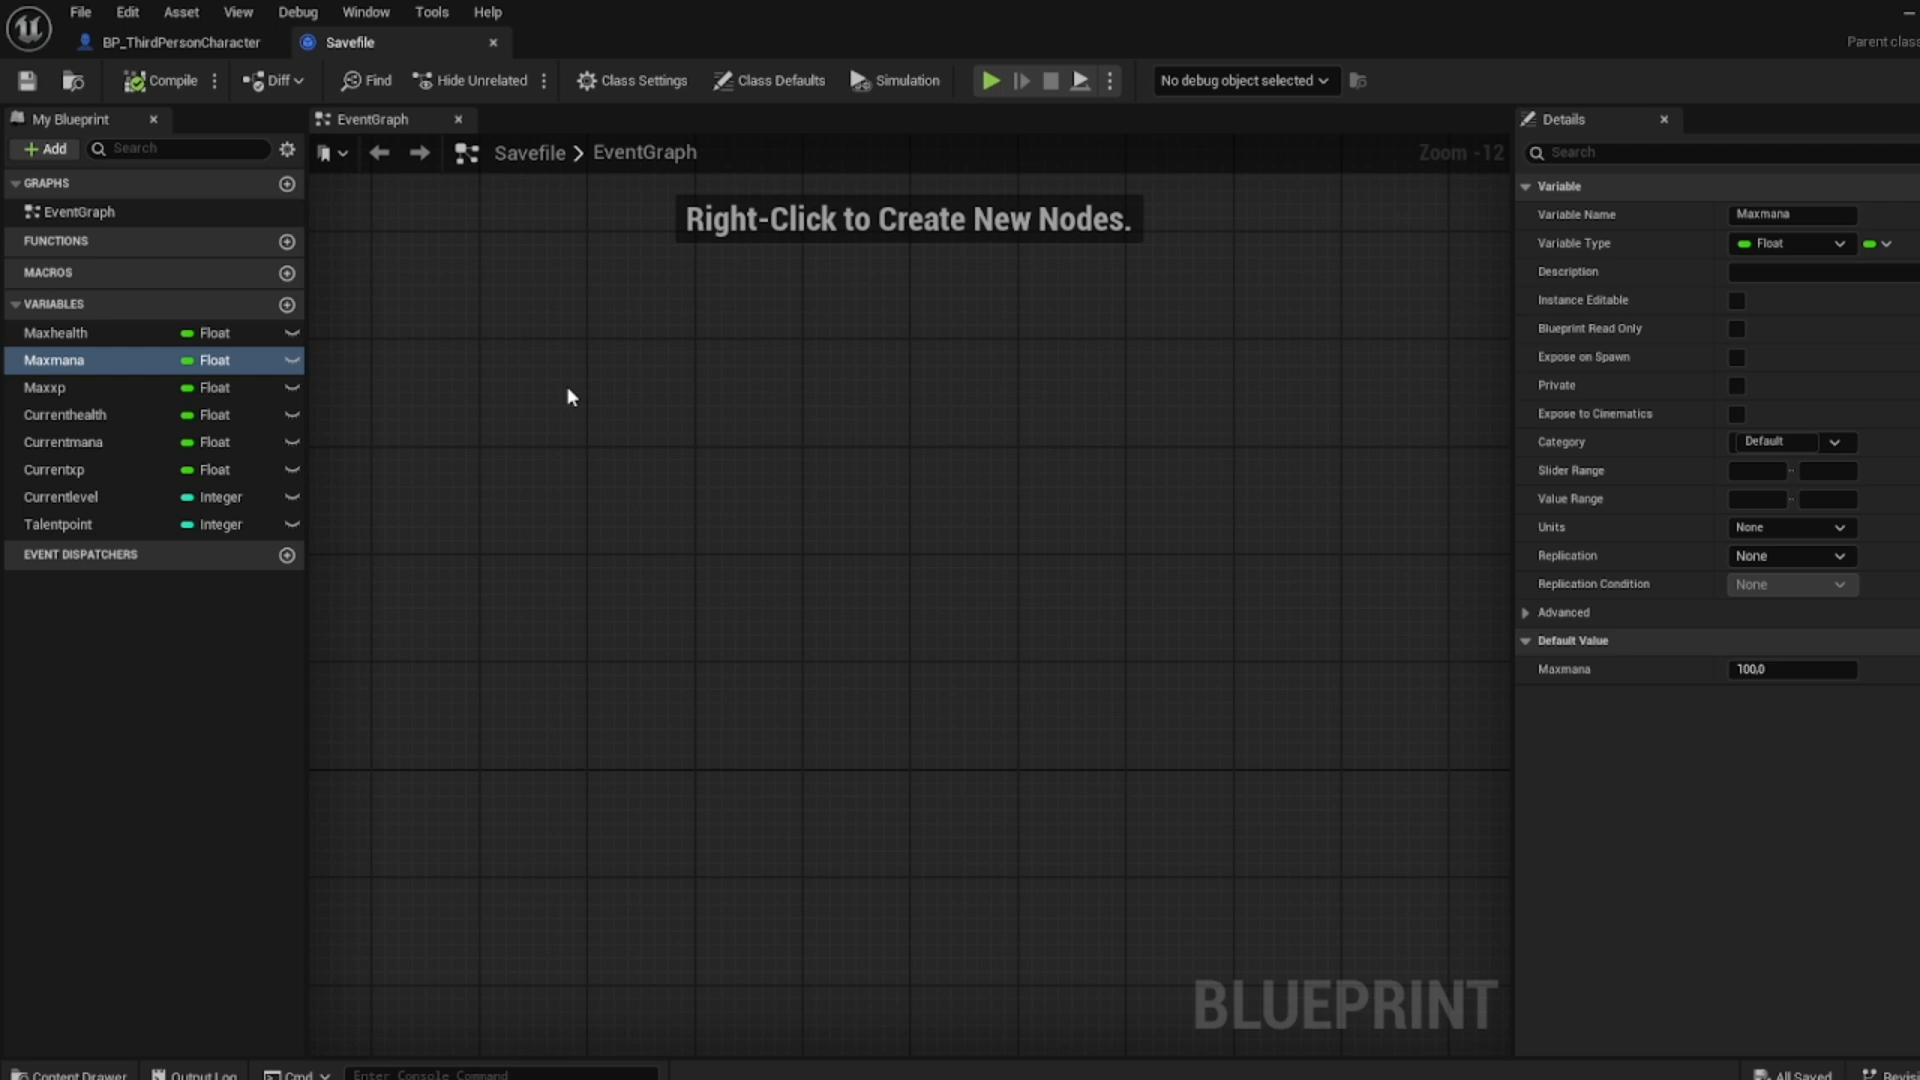 File Edit Asset View Debug Window Tools Help
BP_ThirdPersonCharacter Savefile
Parent class
Compile Diff Find Hide Unrelated Class Settings Class Defaults Simulation No debug object selected
My Blueprint
Add Search
GRAPHS
EventGraph
FUNCTIONS
MACROS
VARIABLES
Maxhealth Float
Maxmana Float
Maxxp Float
Currenthealth Float
Currentmana Float
Currentxp Float
Currentlevel Integer
Talentpoint Integer
EVENT DISPATCHERS
EventGraph
Savefile > EventGraph
Zoom -12
Right-Click to Create New Nodes.
BLUEPRINT
Details
Search
Variable
Variable Name Maxmana
Variable Type Float
Description
Instance Editable
Blueprint Read Only
Expose on Spawn
Private
Expose to Cinematics
Category Default
Slider Range
Value Range
Units None
Replication None
Replication Condition None
Advanced
Default Value
Maxmana 100,0
Content Drawer Output Log Cmd Enter Console Command All Saved Revisi